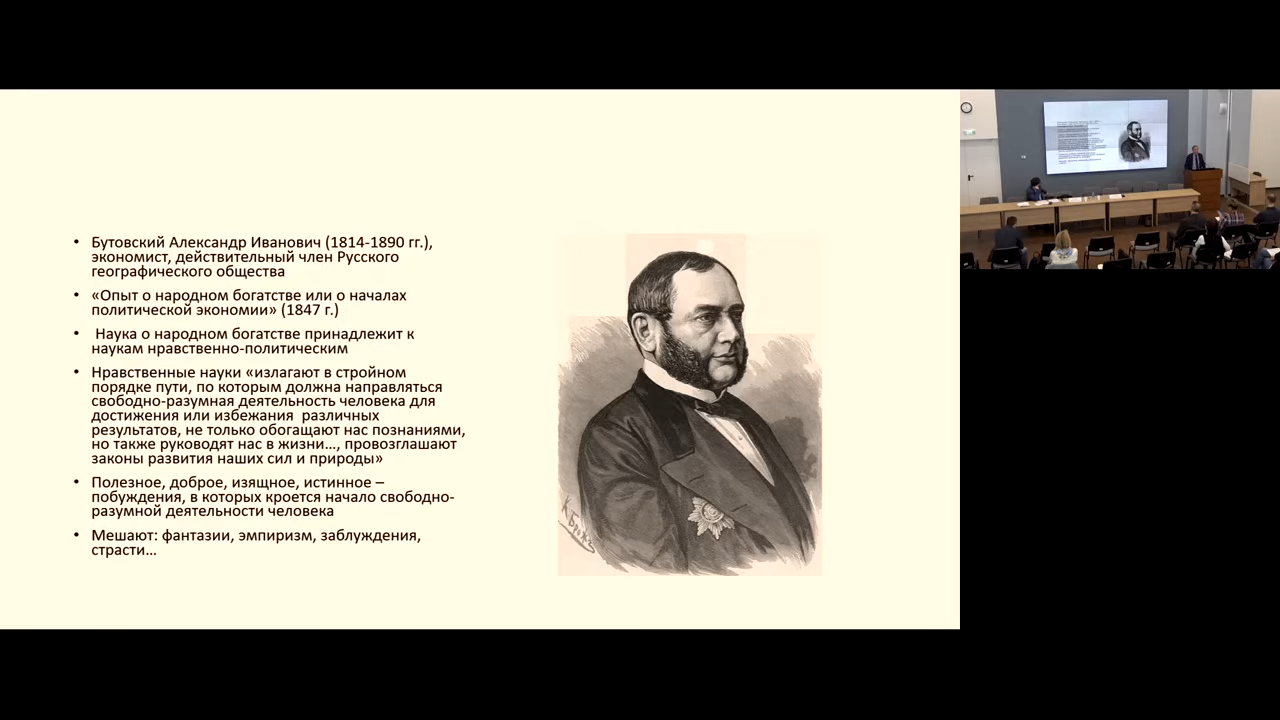 • Бутовский Александр Иванович (1814-1890 гг.),
экономист, действительный член Русского
географического общества
• «Опыт о народном богатстве или о началах
политической экономии» (1847 г.)
• Наука о народном богатстве принадлежит к
наукам нравственно-политическим
• Нравственные науки «излагают в стройном
порядке пути, по которым должна направляться
свободно-разумная деятельность человека для
достижения или избежания различных
результатов, не только обогащают нас познаниями,
но также руководят нас в жизни…, провозглашают
законы развития наших сил и природы»
• Полезное, доброе, изящное, истинное –
побуждения, в которых кроется начало свободно-
разумной деятельности человека
• Мешают: фантазии, эмпиризм, заблуждения,
страсти…